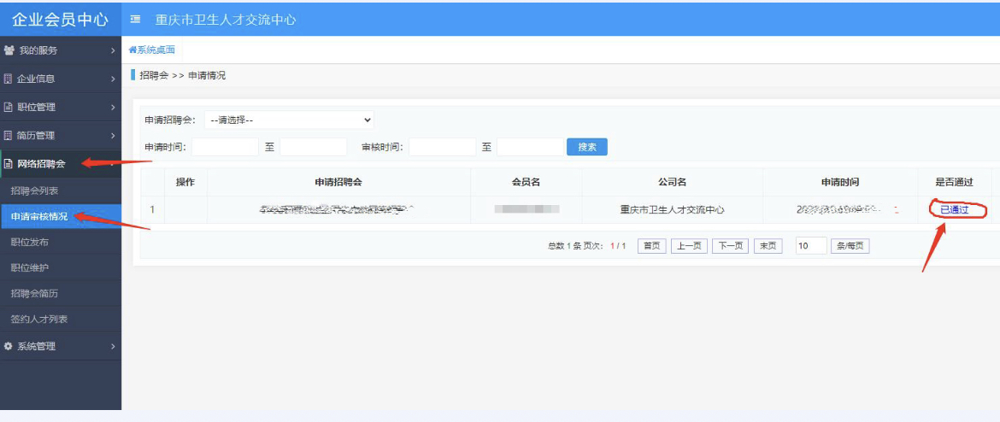 企业会员中心
重庆市卫生人才交流中心
我的服务
系统桌面
企业信息
招聘会 >> 申请情况
职位管理
申请招聘会： --请选择--
简历管理
申请时间： 至 审核时间： 至 搜索
网络招聘会
操作 申请招聘会 会员名 公司名 申请时间 是否通过
招聘会列表
1 重庆市卫生人才交流中心 已通过
申请审核情况
职位发布
总数 1 条 页次： 1 / 1 首页 上一页 下一页 末页 10 条/每页
职位维护
招聘会简历
签约人才列表
系统管理